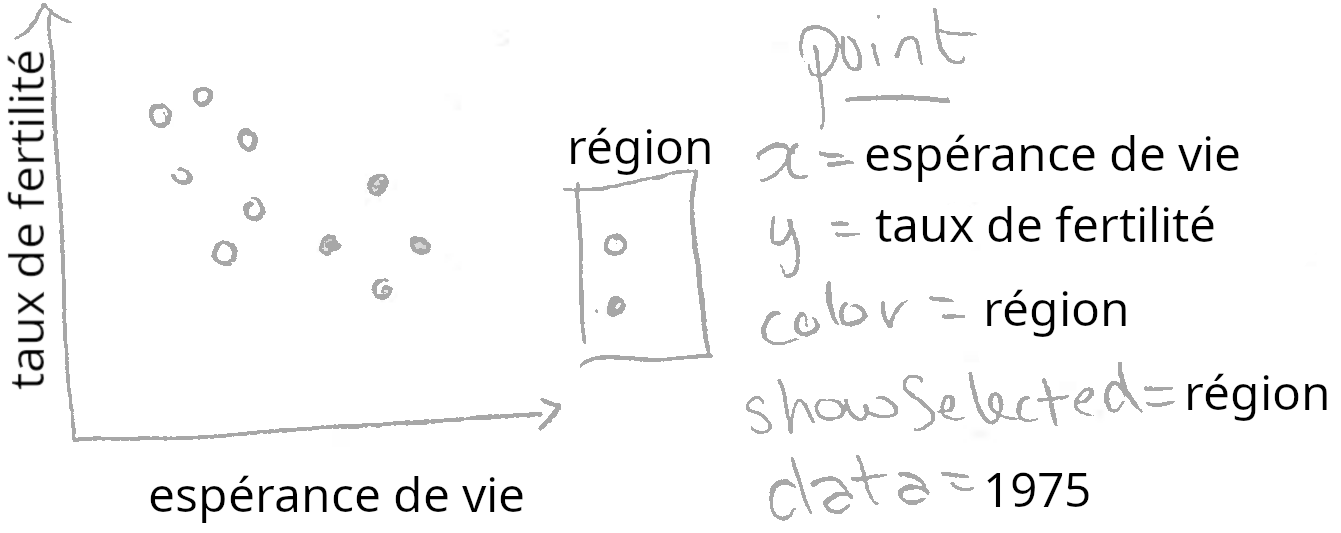 taux de fertilité
espérance de vie
région
point
x = espérance de vie
y = taux de fertilité
color = région
showSelected = région
data = 1975